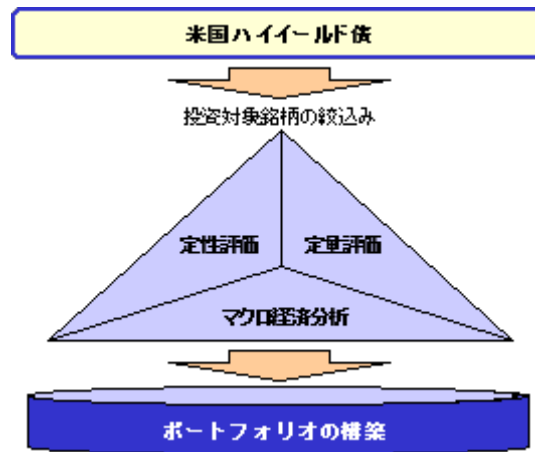 米国ハイイールド債
投資対象銘柄の絞込み
定性評価
定量評価
マクロ経済分析
ポートフォリオの構築